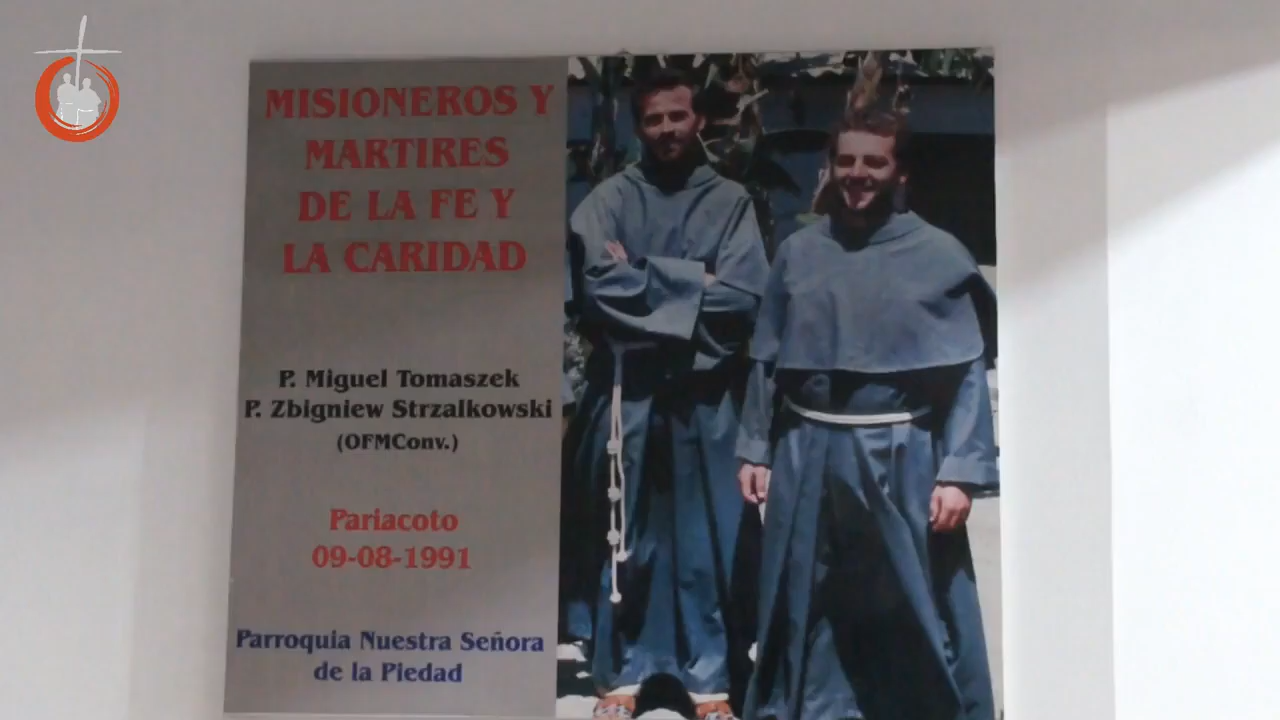 MISIONEROS Y
MARTIRES
DE LA FE Y
LA CARIDAD
P. Miguel Tomaszek
P. Zbigniew Strzalkowski
(OFMConv.)
Pariacoto
09-08-1991
Parroquia Nuestra Señora
de la Piedad